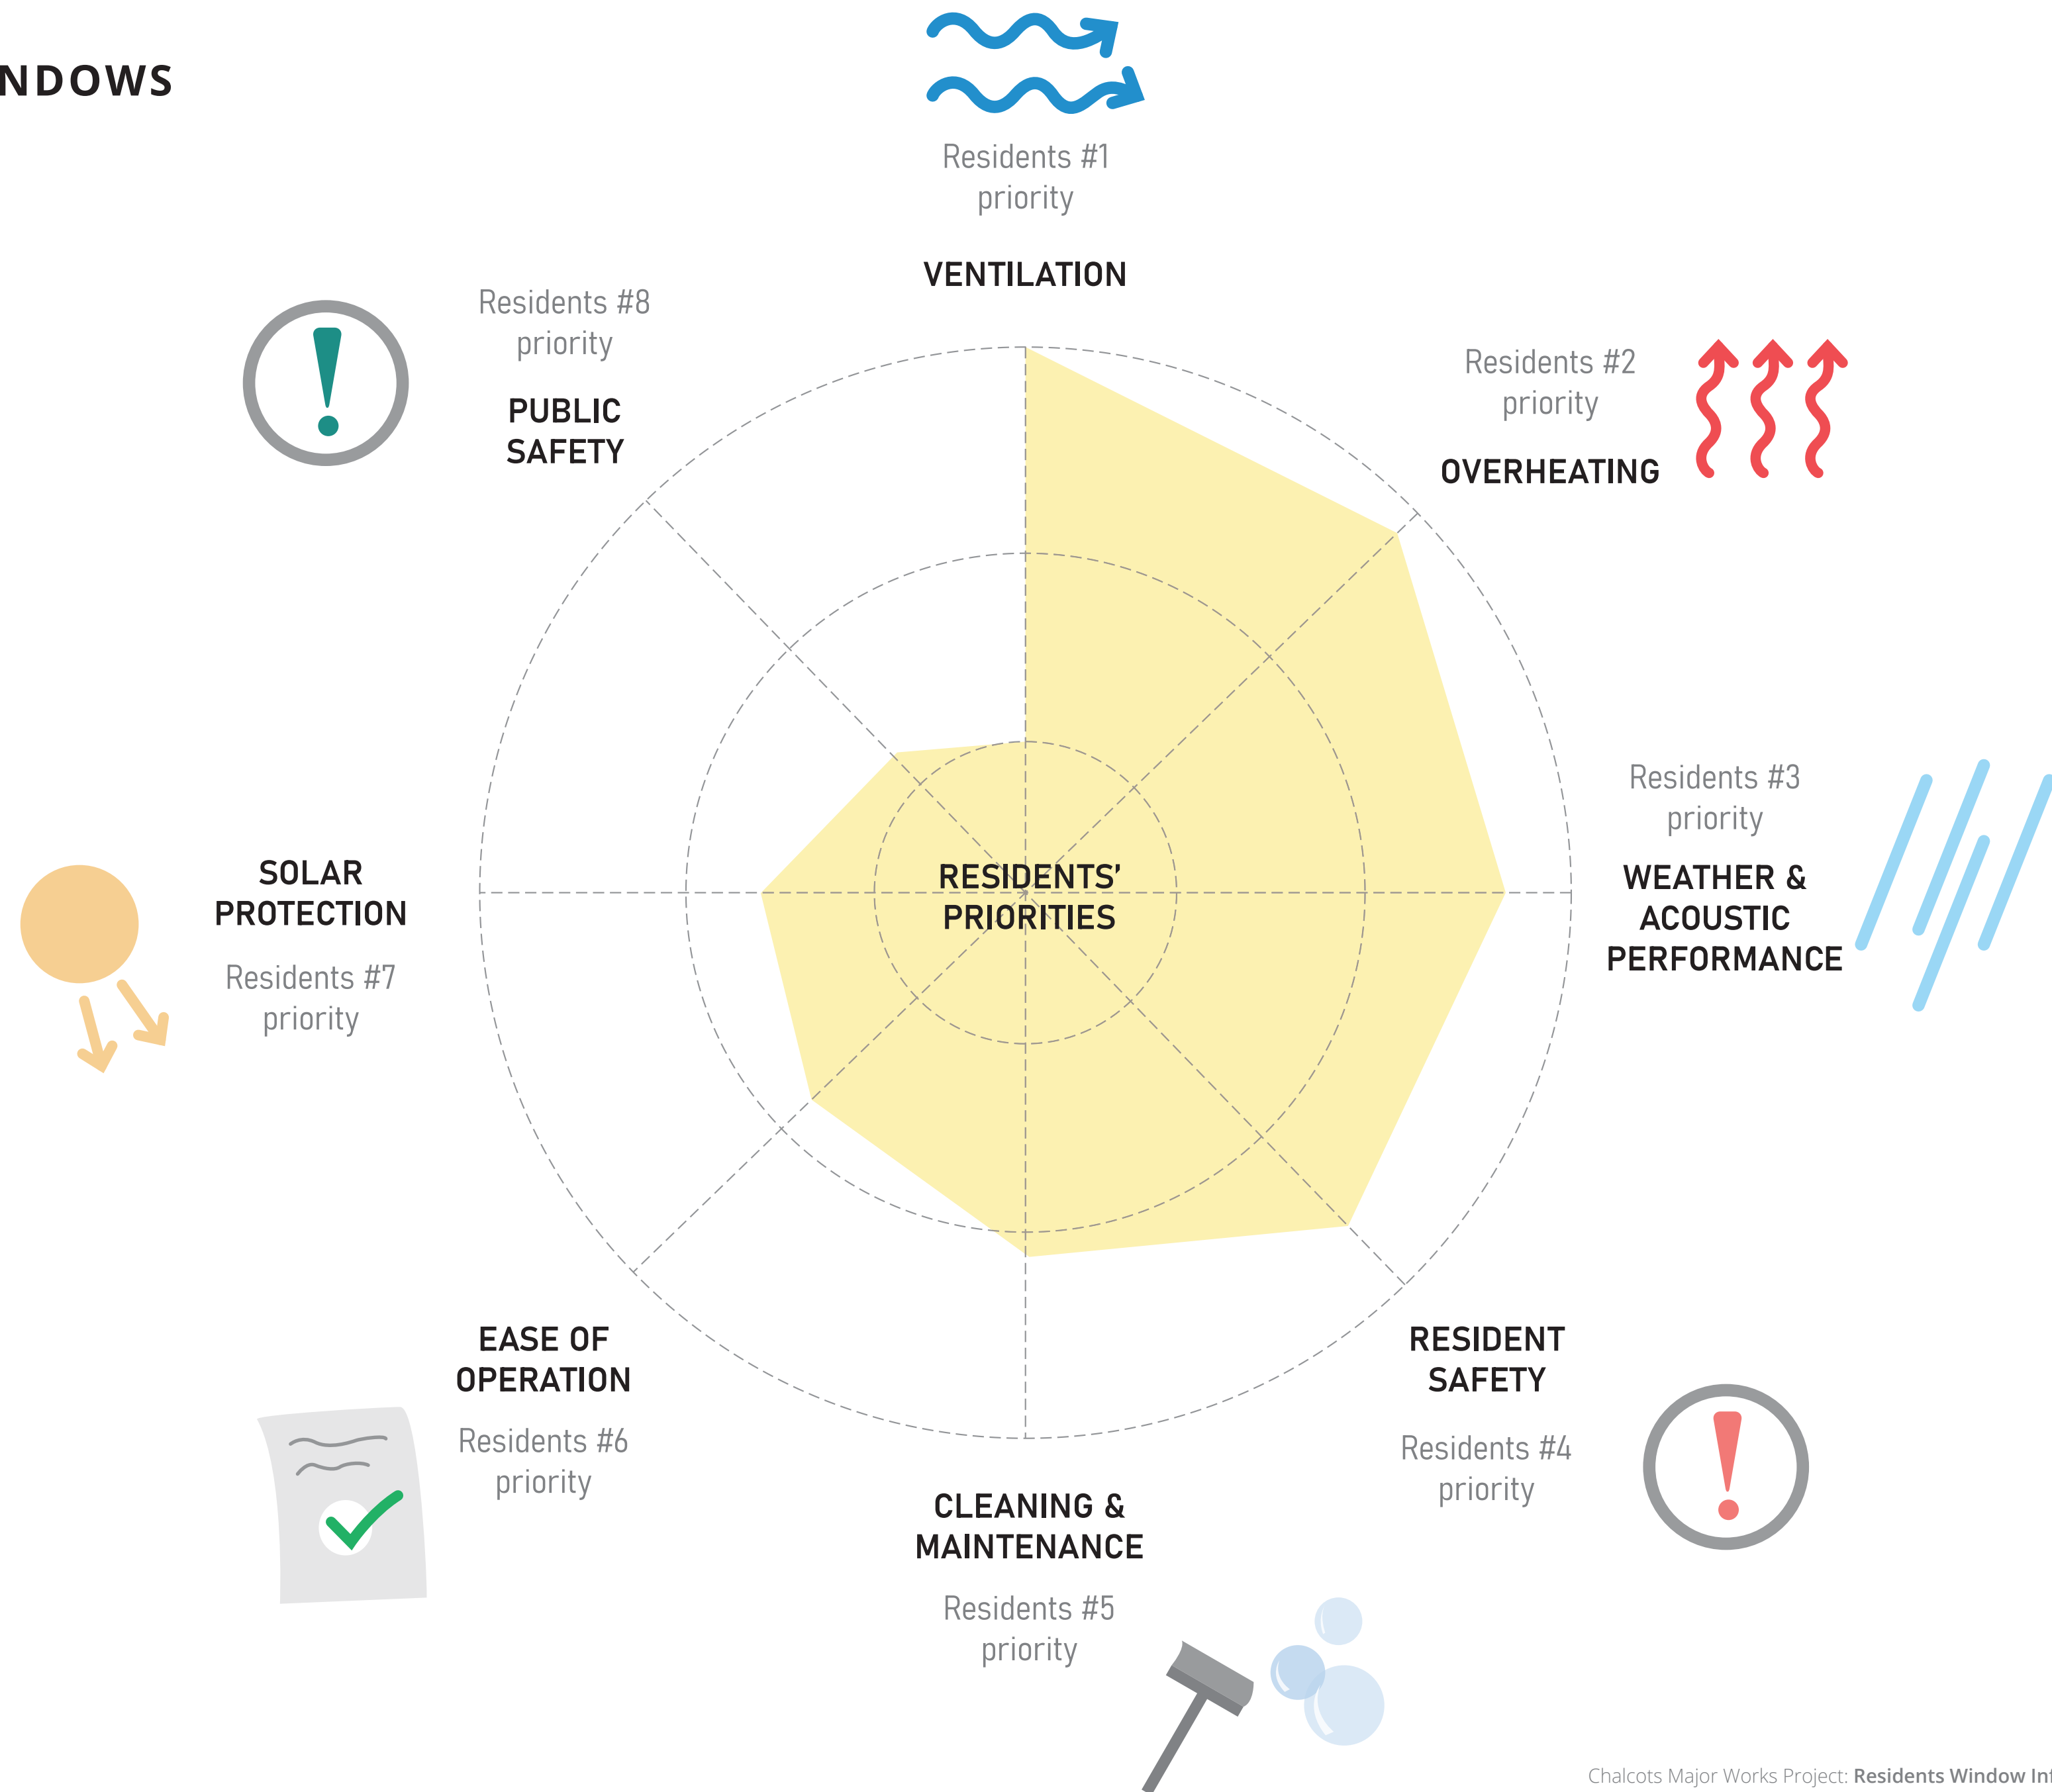 NDOWS
Residents #1
priority
VENTILATION
Residents #2
priority
OVERHEATING
Residents #3
priority
WEATHER &
ACOUSTIC
PERFORMANCE
RESIDENT
SAFETY
Residents #4
priority
CLEANING &
MAINTENANCE
Residents #5
priority
EASE OF
OPERATION
Residents #6
priority
SOLAR
PROTECTION
Residents #7
priority
Residents #8
priority
PUBLIC
SAFETY
RESIDENTS'
PRIORITIES
Chalcots Major Works Project: Residents Window